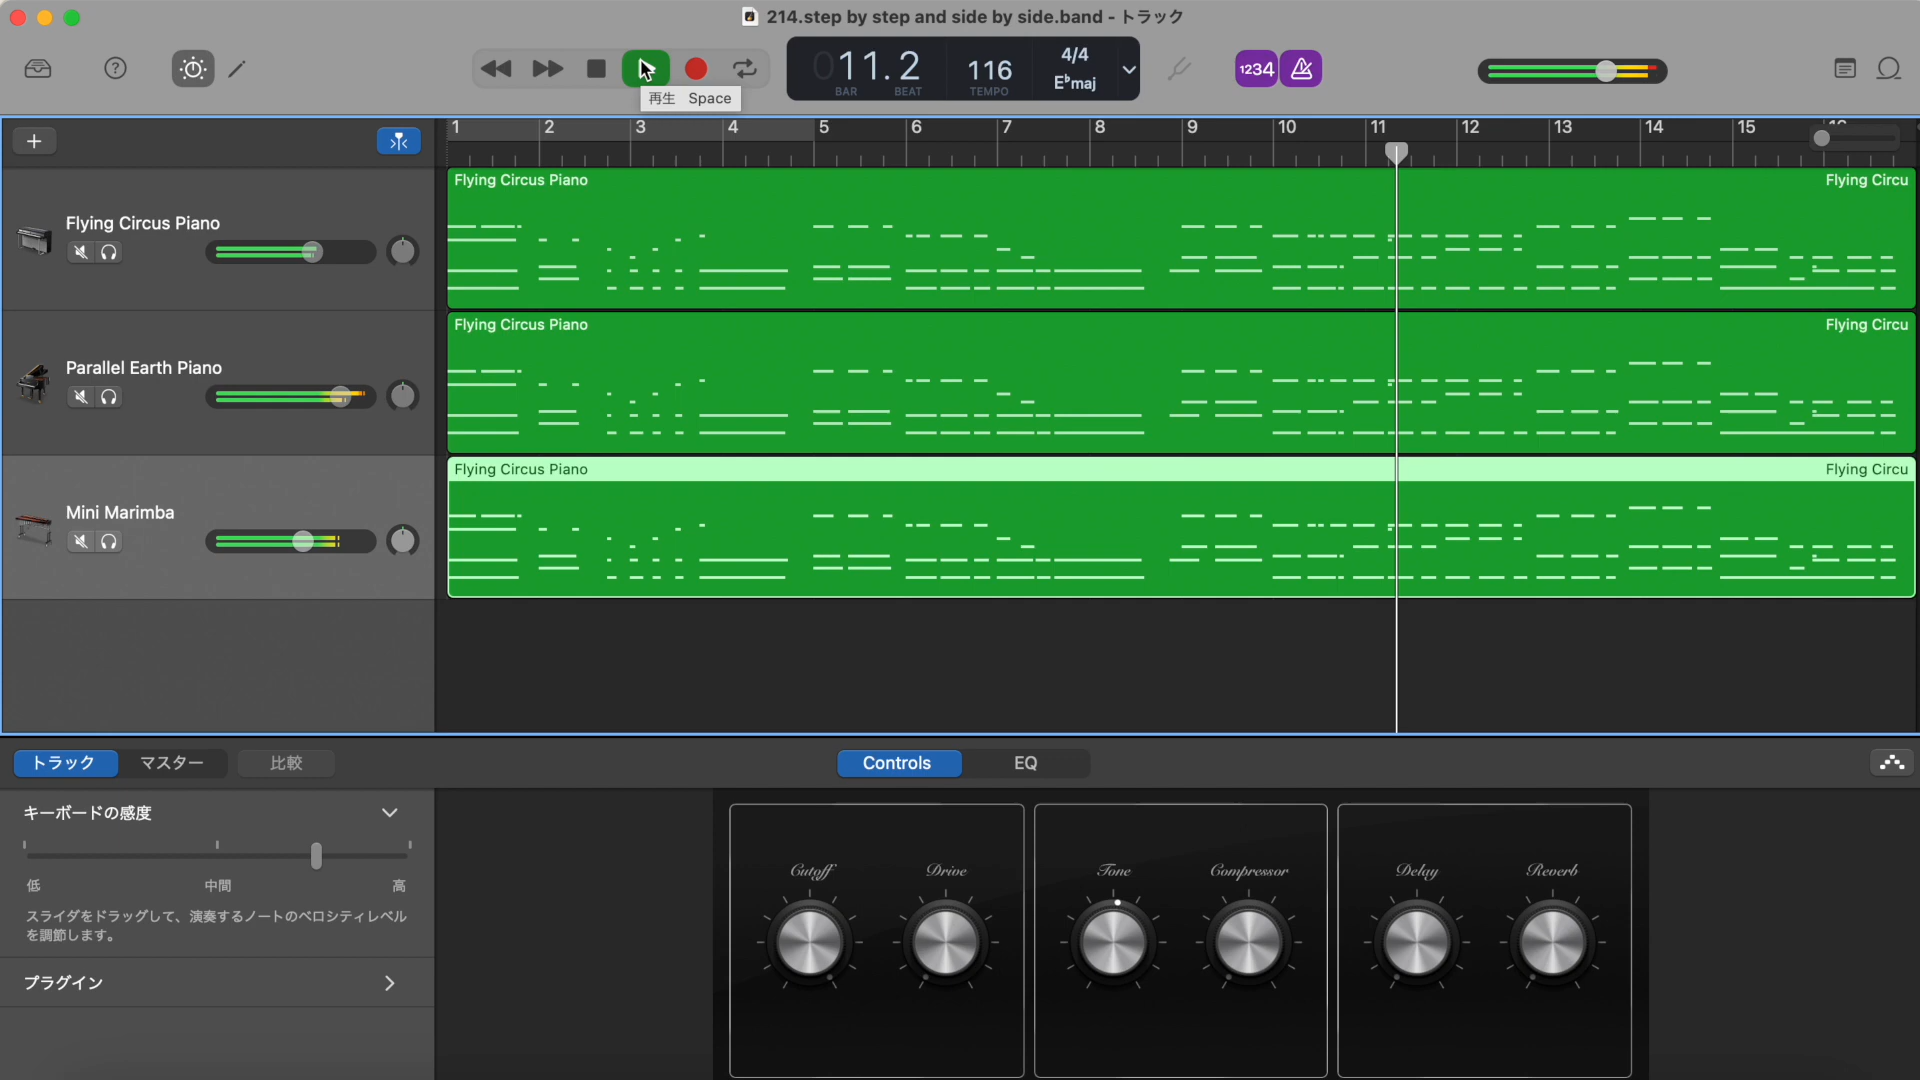 214.step by step and side by side.band - トラック
011.2
BAR
BEAT
116
TEMPO
4/4
E♭maj
1234
再生 Space
1 2 3 4 5 6 7 8 9 10 11 12 13 14 15
Flying Circus Piano
Flying Circus Piano
Flying Circu
Parallel Earth Piano
Flying Circus Piano
Flying Circu
Mini Marimba
Flying Circus Piano
Flying Circu
トラック
マスター
比較
Controls
EQ
キーボードの感度
低
中間
高
スライダをドラッグして、演奏するノートのベロシティレベル
を調節します。
プラグイン
Cutoff
Drive
Tone
Compressor
Delay
Reverb